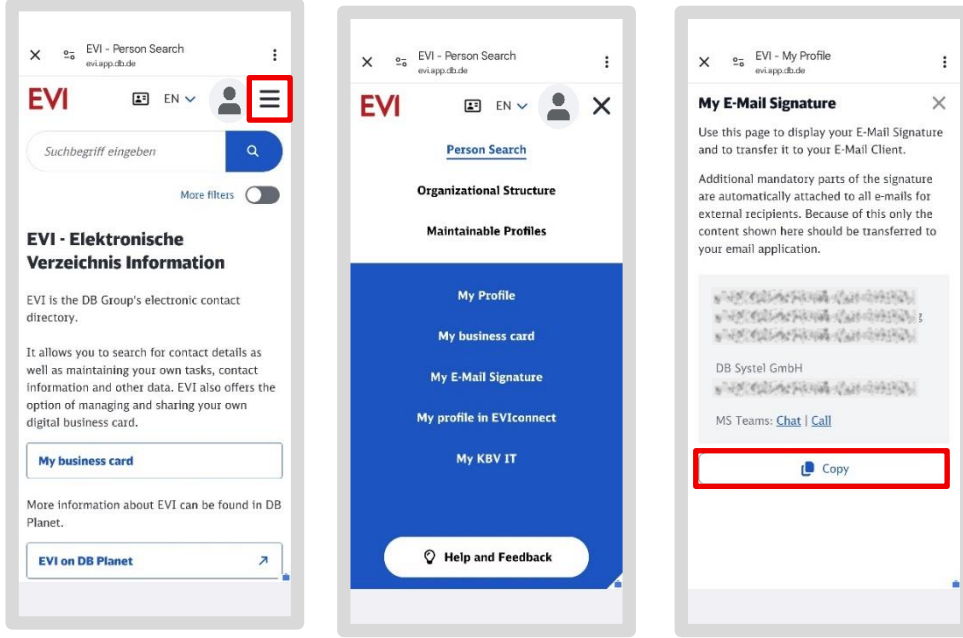 EVI - Person Search
evi.app.db.de
EVI
EN
Suchbegriff eingeben
More filters
EVI - Elektronische
Verzeichnis Information
EVI is the DB Group's electronic contact
directory.
It allows you to search for contact details as
well as maintaining your own tasks, contact
information and other data. EVI also offers the
option of managing and sharing your own
digital business card.
My business card
More information about EVI can be found in DB
Planet.
EVI on DB Planet
EVI - Person Search
evi.app.db.de
EVI
EN
Person Search
Organizational Structure
Maintainable Profiles
My Profile
My business card
My E-Mail Signature
My profile in EVIconnect
My KBV IT
Help and Feedback
EVI - My Profile
evi.app.db.de
My E-Mail Signature
Use this page to display your E-Mail Signature
and to transfer it to your E-Mail Client.
Additional mandatory parts of the signature
are automatically attached to all e-mails for
external recipients. Because of this only the
content shown here should be transferred to
your email application.
DB Systel GmbH
MS Teams: Chat | Call
Copy